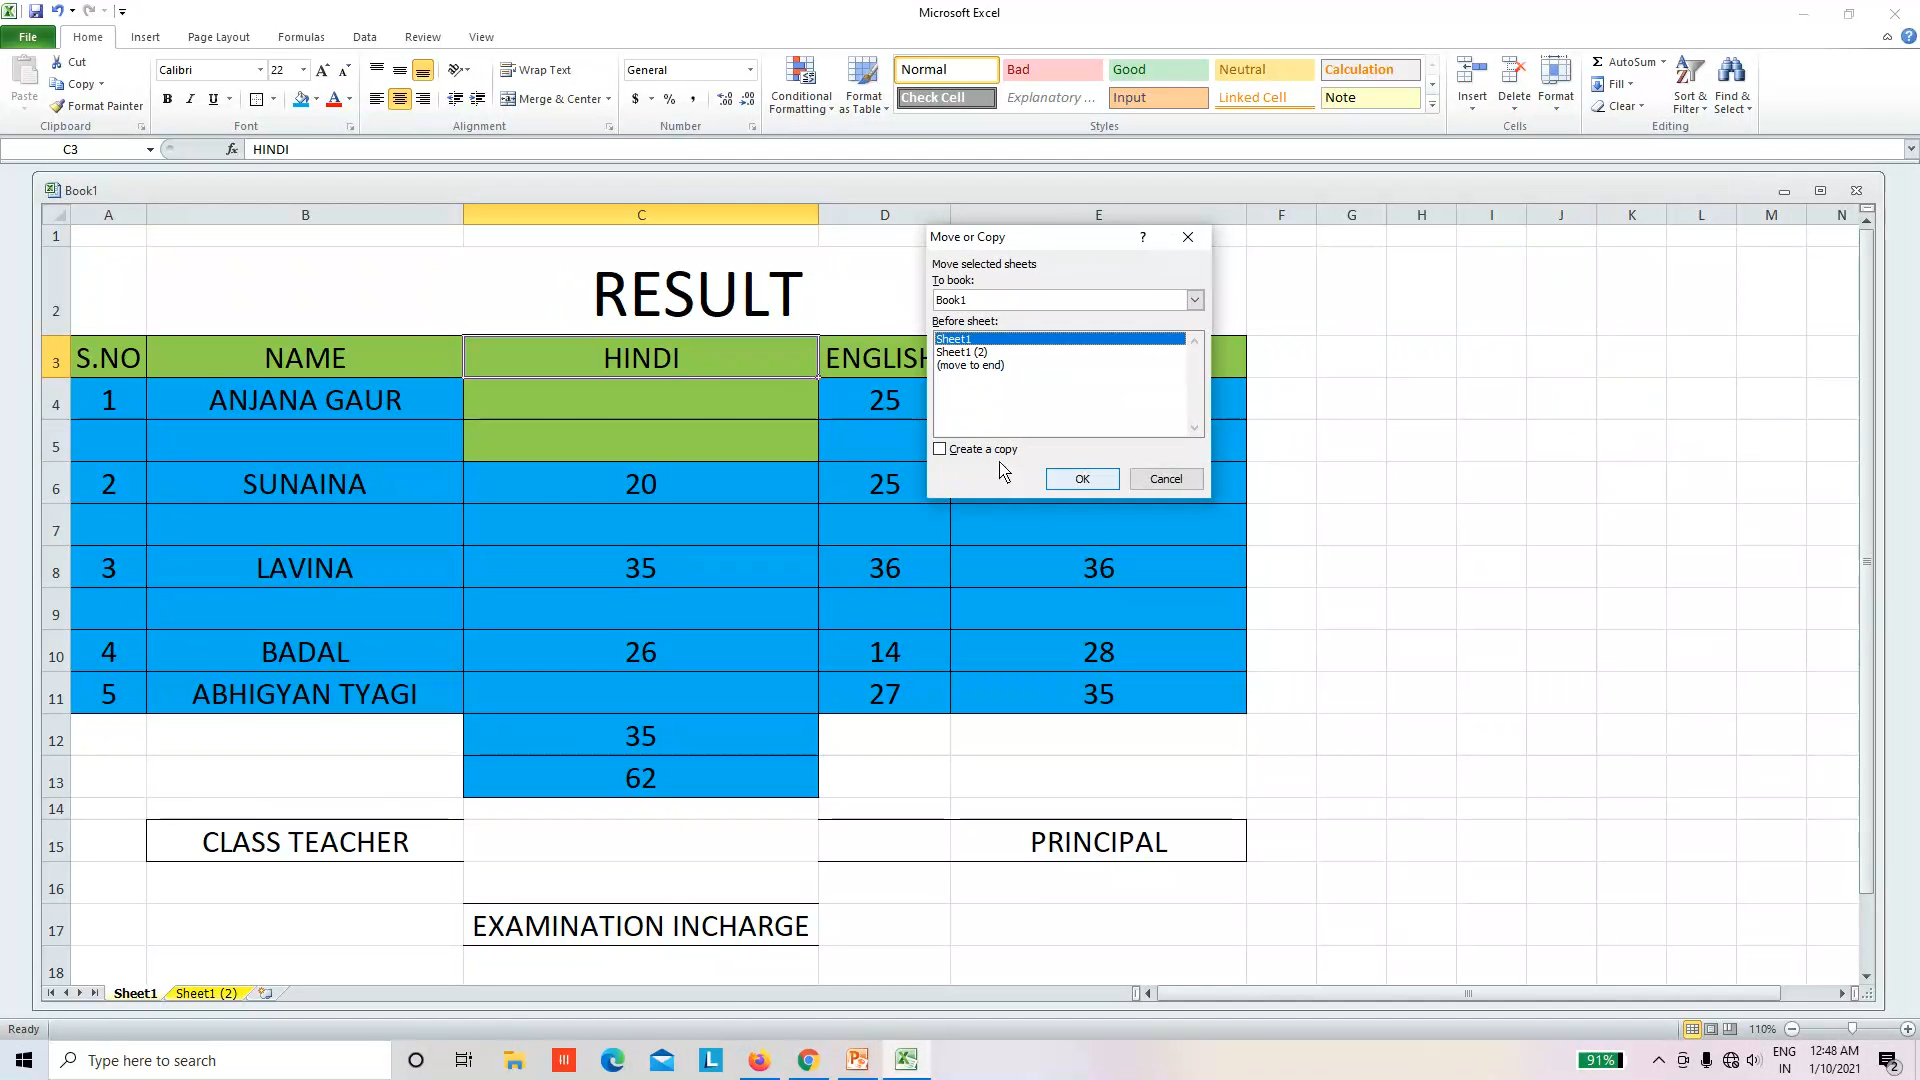 Microsoft Excel
File Home Insert Page Layout Formulas Data Review View
Paste
Cut
Copy
Format Painter
Clipboard
Calibri 22
B I U
Font
Wrap Text
Merge & Center
Alignment
General
$ % ,
Number
Conditional Formatting
Format as Table
Normal Bad Good Neutral Calculation
Check Cell Explanatory ... Input Linked Cell Note
Styles
Insert Delete Format
Cells
AutoSum
Fill
Clear
Sort & Filter
Find & Select
Editing
C3 fx HINDI
Book1
A B C D E F G H I J K L M N
1
2 RESULT
3 S.NO NAME HINDI ENGLISH
4 1 ANJANA GAUR 25
5
6 2 SUNAINA 20 25
7
8 3 LAVINA 35 36 36
9
10 4 BADAL 26 14 28
11 5 ABHIGYAN TYAGI 27 35
12 35
13 62
14
15 CLASS TEACHER PRINCIPAL
16
17 EXAMINATION INCHARGE
18
Move or Copy ?
Move selected sheets
To book:
Book1
Before sheet:
Sheet1
Sheet1 (2)
(move to end)
Create a copy
OK Cancel
Sheet1 Sheet1 (2)
Ready 110%
Type here to search
91%
ENG
IN
12:48 AM
1/10/2021
2